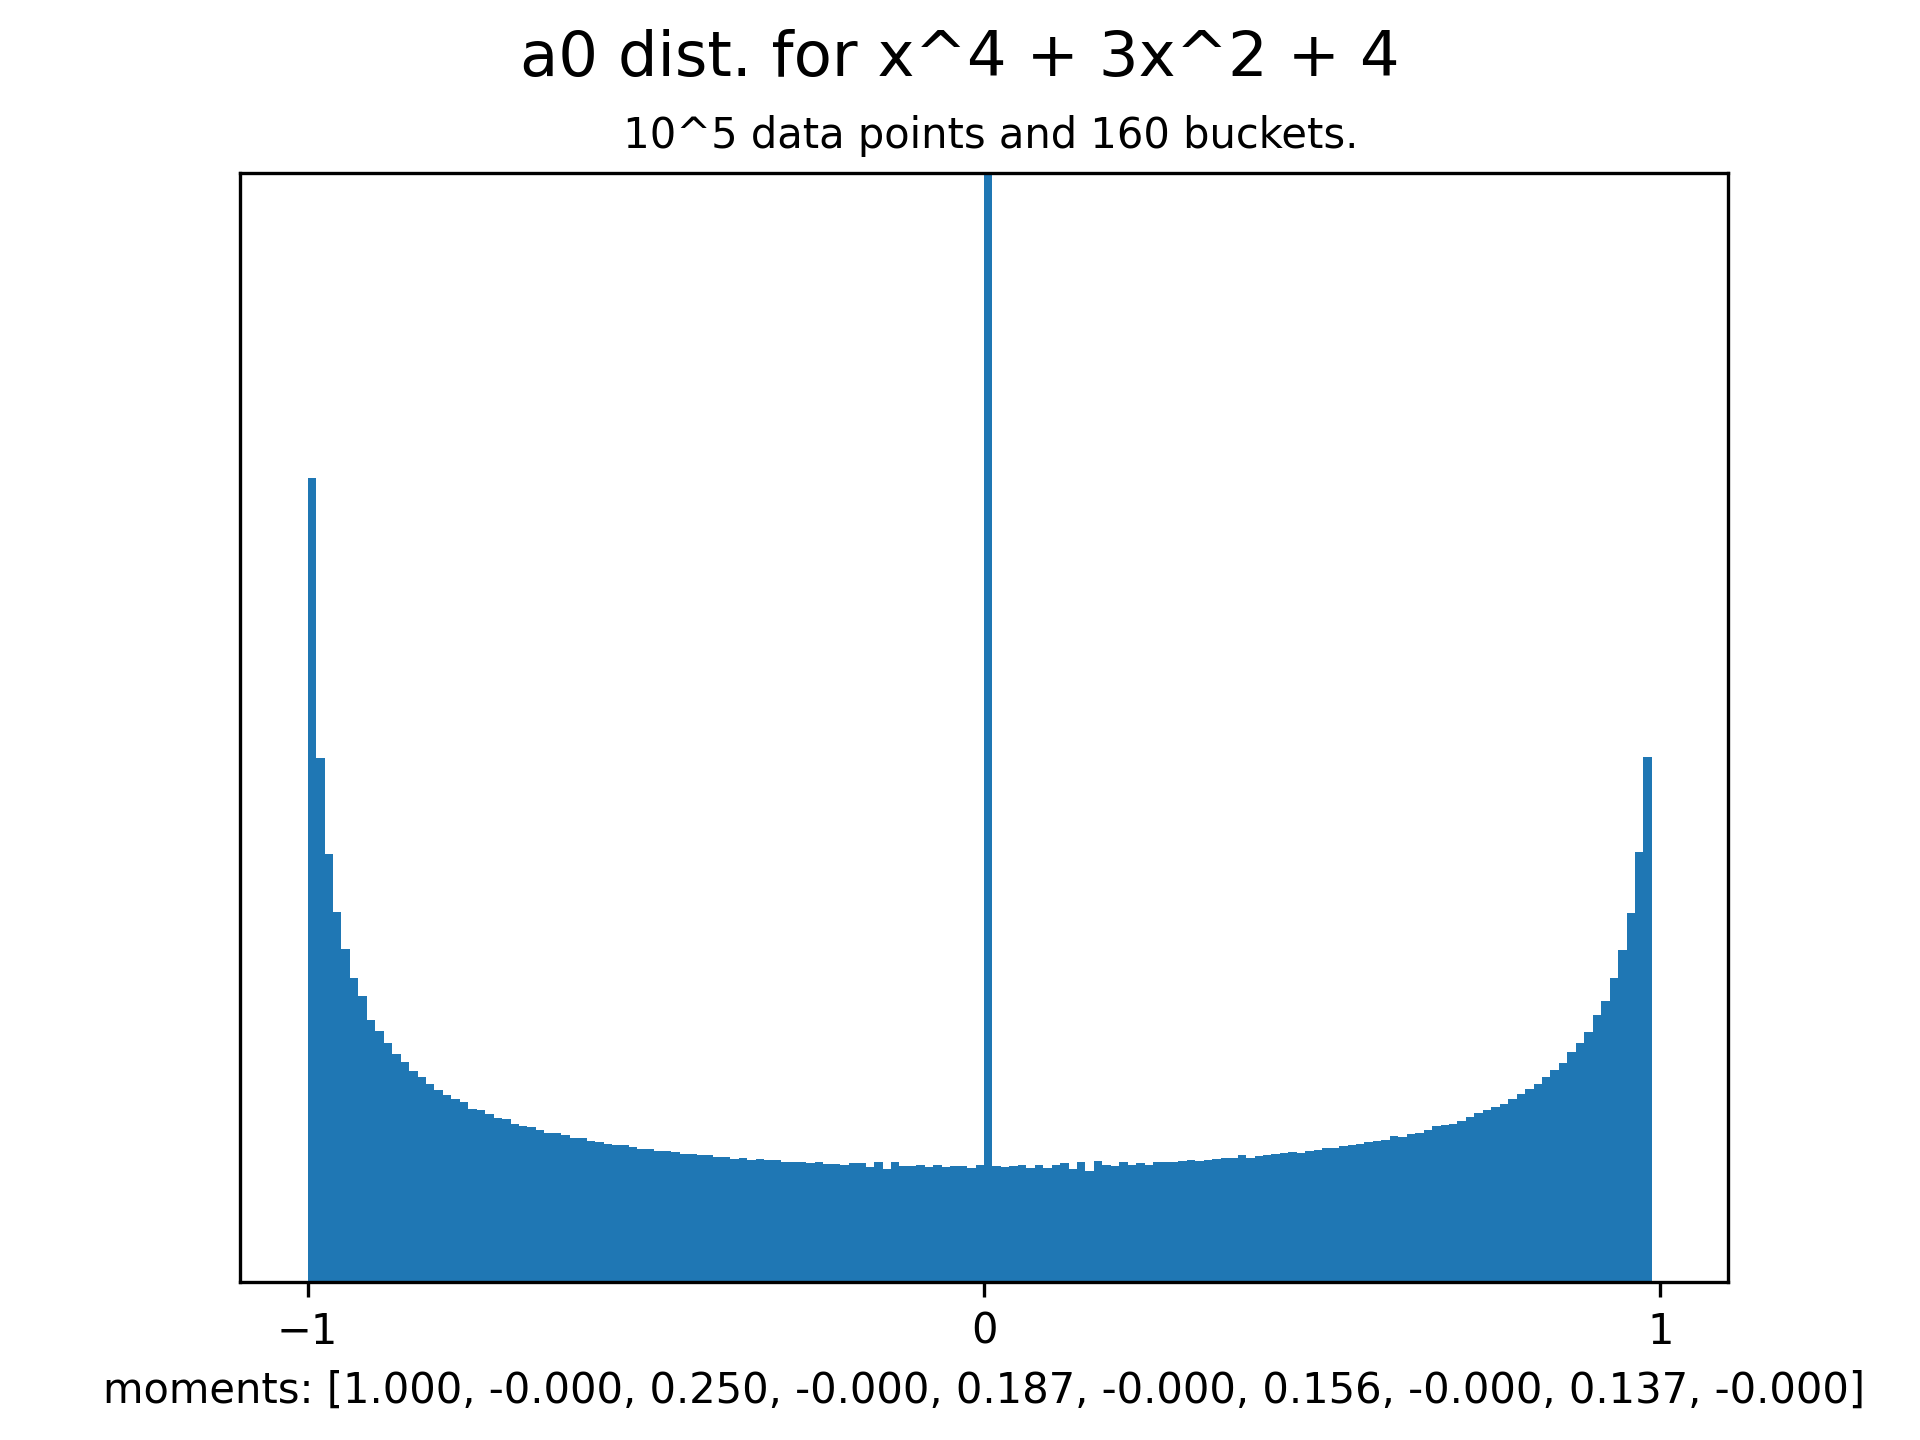 a0 dist. for x^4 + 3x^2 + 4
10^5 data points and 160 buckets.
−1 0 1
moments: [1.000, -0.000, 0.250, -0.000, 0.187, -0.000, 0.156, -0.000, 0.137, -0.000]